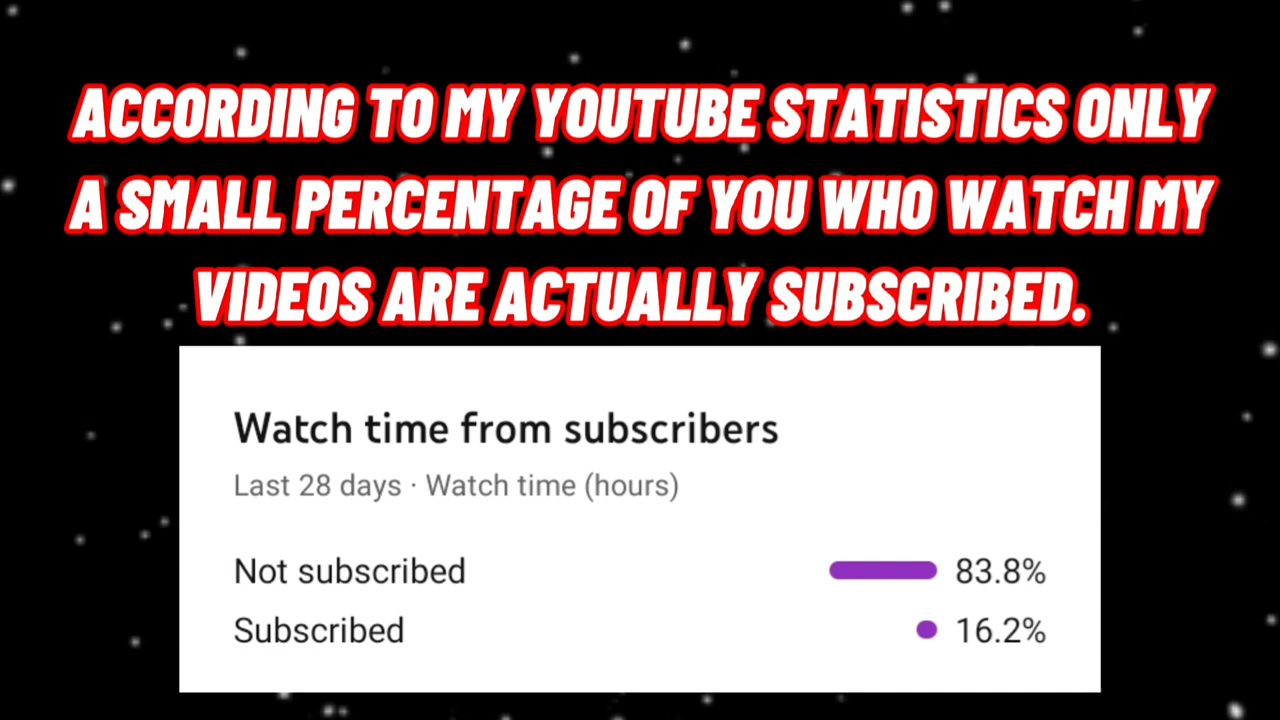 ACCORDING TO MY YOUTUBE STATISTICS ONLY
A SMALL PERCENTAGE OF YOU WHO WATCH MY
VIDEOS ARE ACTUALLY SUBSCRIBED.
Watch time from subscribers
Last 28 days · Watch time (hours)
Not subscribed 83.8%
Subscribed 16.2%